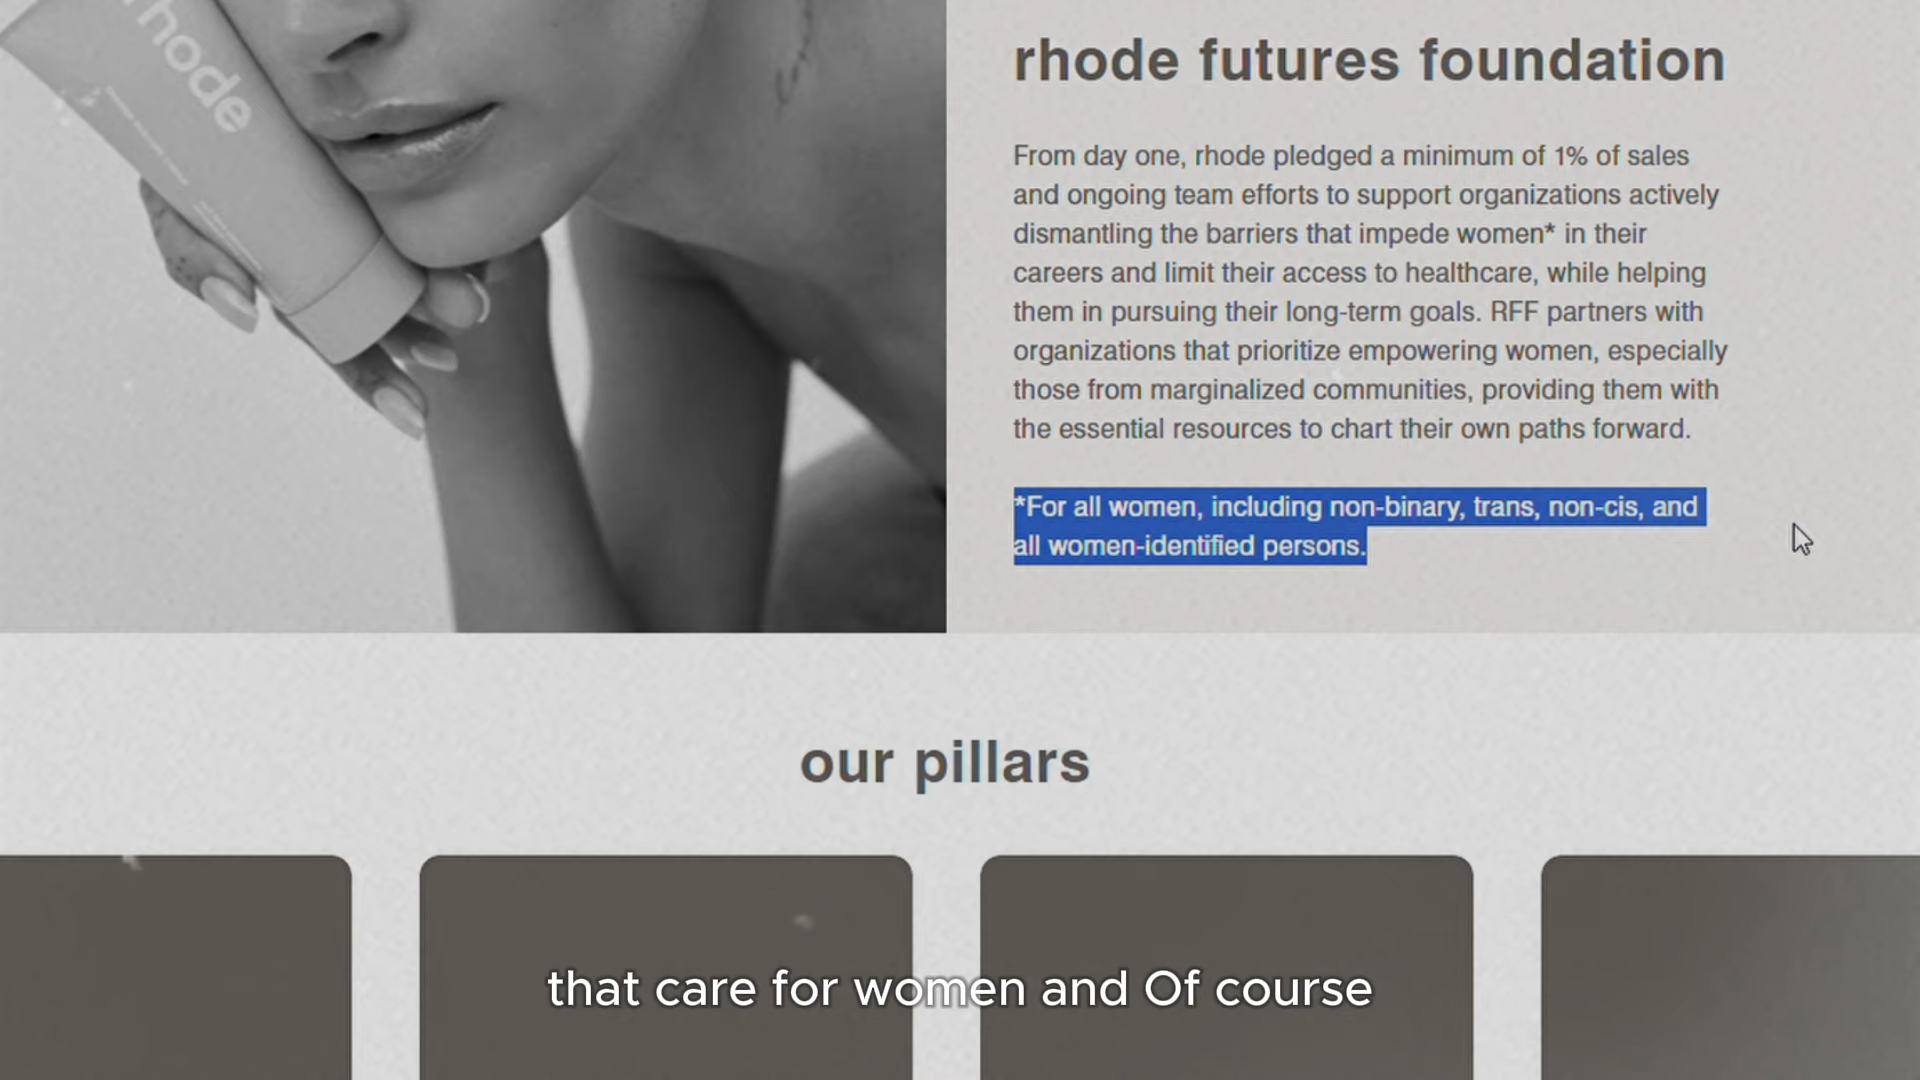 rhode
rhode futures foundation
From day one, rhode pledged a minimum of 1% of sales
and ongoing team efforts to support organizations actively
dismantling the barriers that impede women* in their
careers and limit their access to healthcare, while helping
them in pursuing their long-term goals. RFF partners with
organizations that prioritize empowering women, especially
those from marginalized communities, providing them with
the essential resources to chart their own paths forward.
*For all women, including non-binary, trans, non-cis, and
all women-identified persons.
our pillars
that care for women and Of course